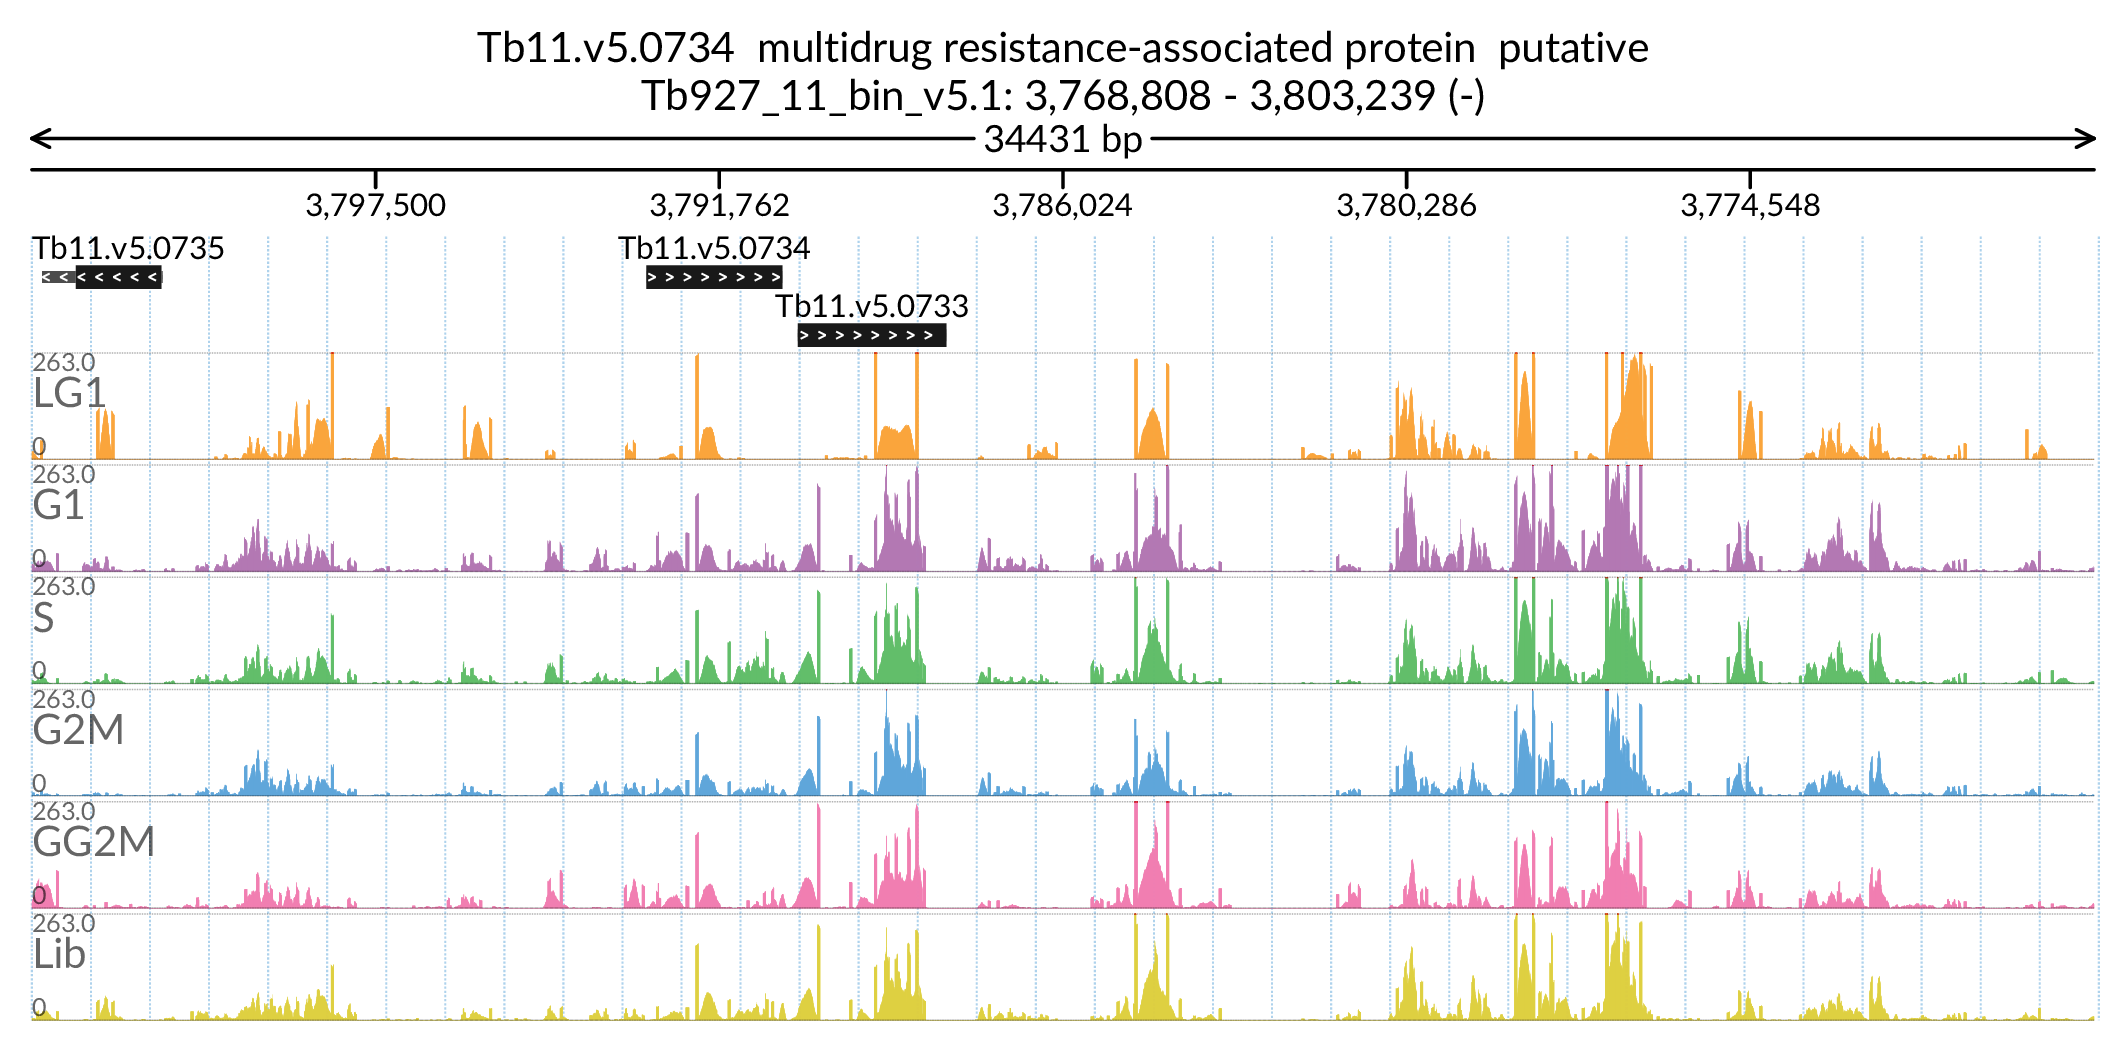 Tb11.v5.0734  multidrug resistance-associated protein  putative
Tb927_11_bin_v5.1: 3,768,808 - 3,803,239 (-)
34431 bp
3,797,500 3,791,762 3,786,024 3,780,286 3,774,548
Tb11.v5.0735 Tb11.v5.0734
Tb11.v5.0733
263.0
LG1
0
263.0
G1
0
263.0
S
0
263.0
G2M
0
263.0
GG2M
0
263.0
Lib
0